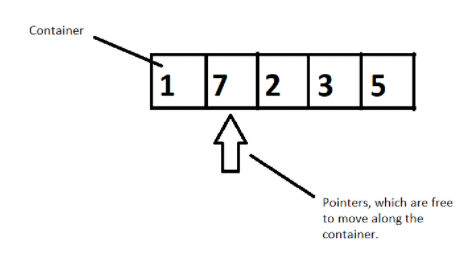 Container
1 7 2 3 5
Pointers, which are free
to move along the
container.